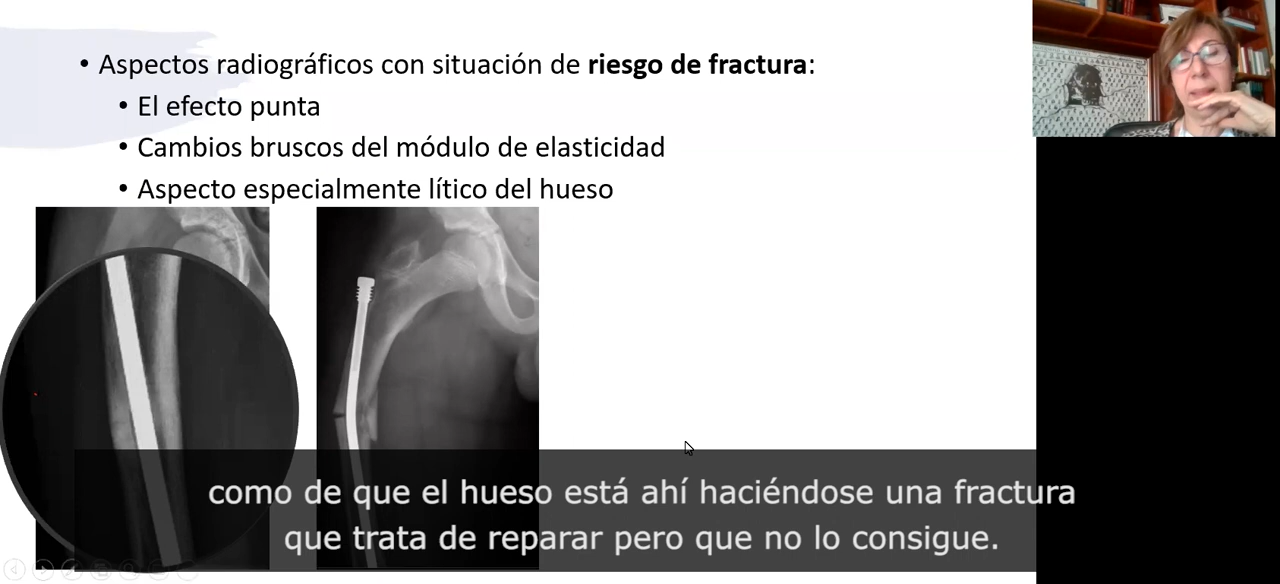 • Aspectos radiográficos con situación de riesgo de fractura:
• El efecto punta
• Cambios bruscos del módulo de elasticidad
• Aspecto especialmente lítico del hueso
como de que el hueso está ahí haciéndose una fractura
que trata de reparar pero que no lo consigue.